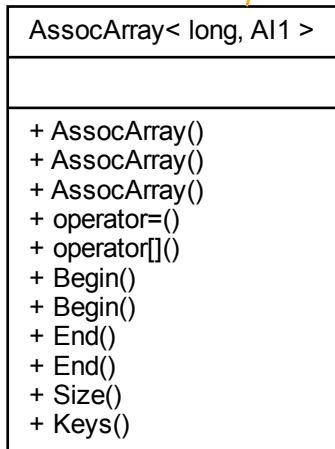 AssocArray< long, AI1 >
+ AssocArray()
+ AssocArray()
+ AssocArray()
+ operator=()
+ operator[]()
+ Begin()
+ Begin()
+ End()
+ End()
+ Size()
+ Keys()